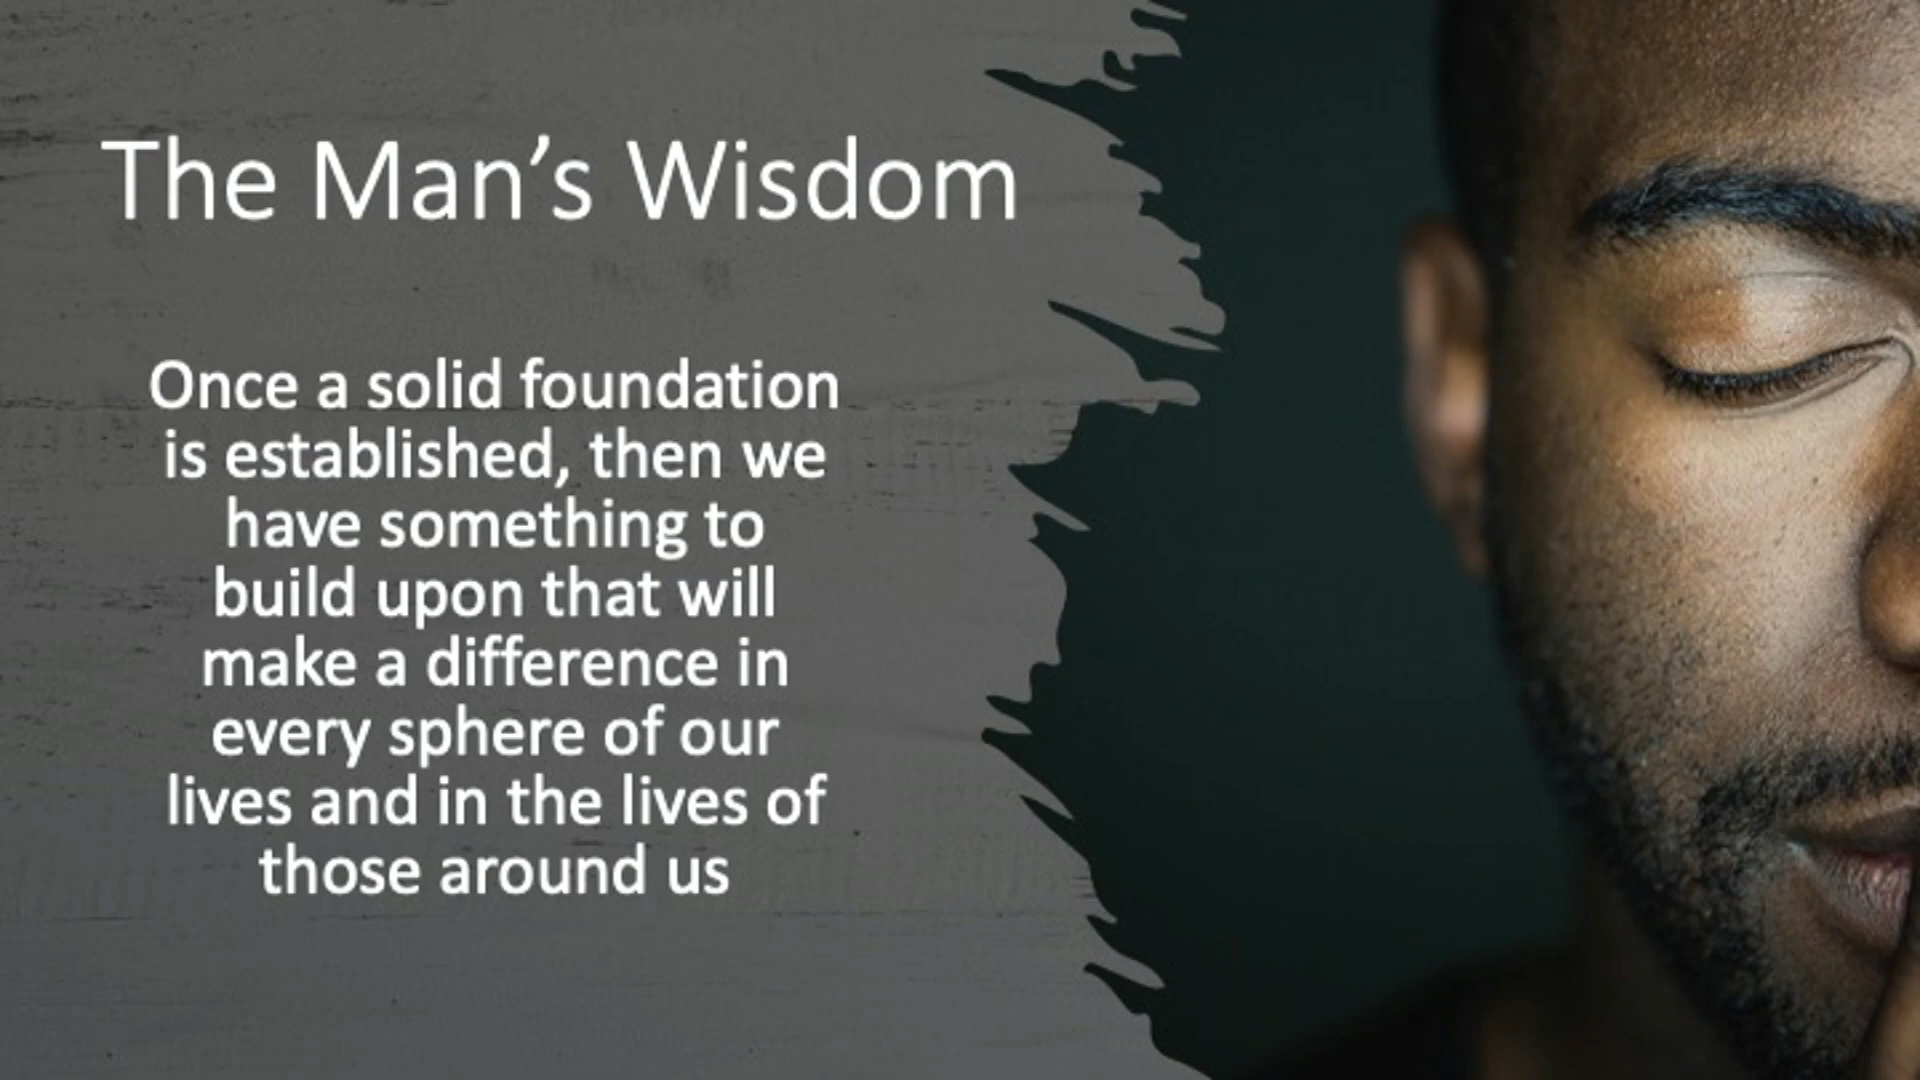 The Man’s Wisdom
Once a solid foundation
is established, then we
have something to
build upon that will
make a difference in
every sphere of our
lives and in the lives of
those around us